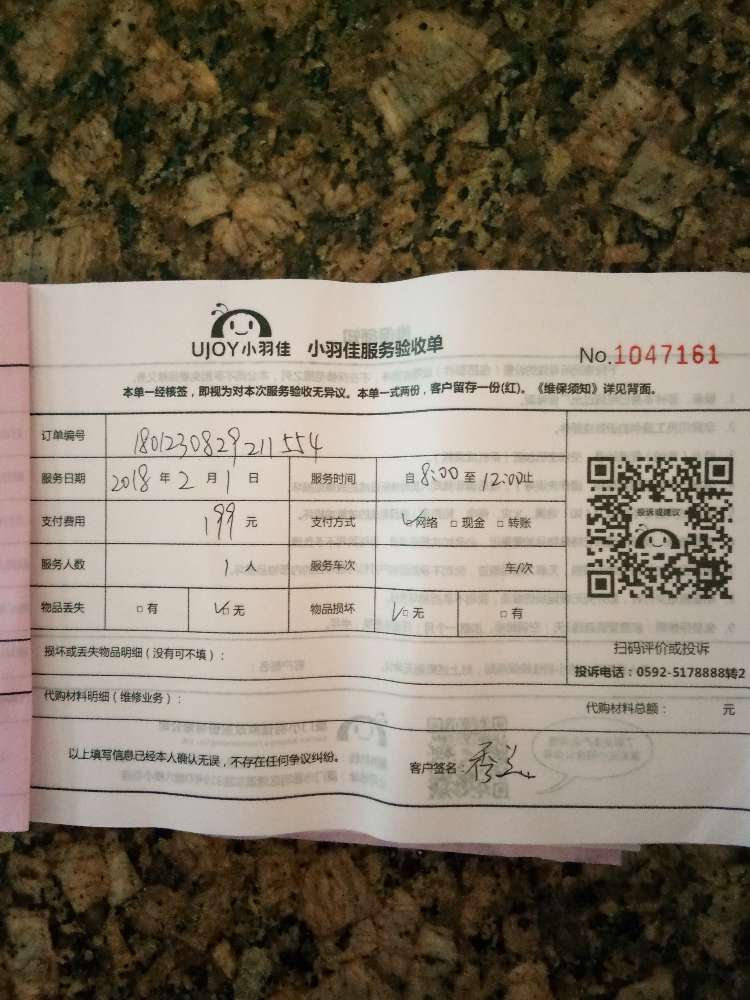 UJOY小羽佳 小羽佳服务验收单
No.1047161
本单一经核签，即视为对本次服务验收无异议。本单一式两份，客户留存一份(红)。《维保须知》详见背面。
订单编号 180123082921 1554
服务日期 2018 年 2 月 1 日 服务时间 自 8:00 至 12:00止
支付费用 199 元 支付方式 ✓□网络 □ 现金 □ 转账
投诉或建议
服务人数 1 人 服务车次 车/次
物品丢失 □ 有 ✓□ 无 物品损坏 ✓□ 无 □ 有
扫码评价或投诉
损坏或丢失物品明细（没有可不填）：
投诉电话：0592-5178888转2
代购材料明细（维修业务）：
代购材料总额： 元
以上填写信息已经本人确认无误，不存在任何争议纠纷。
客户签名：秀兰